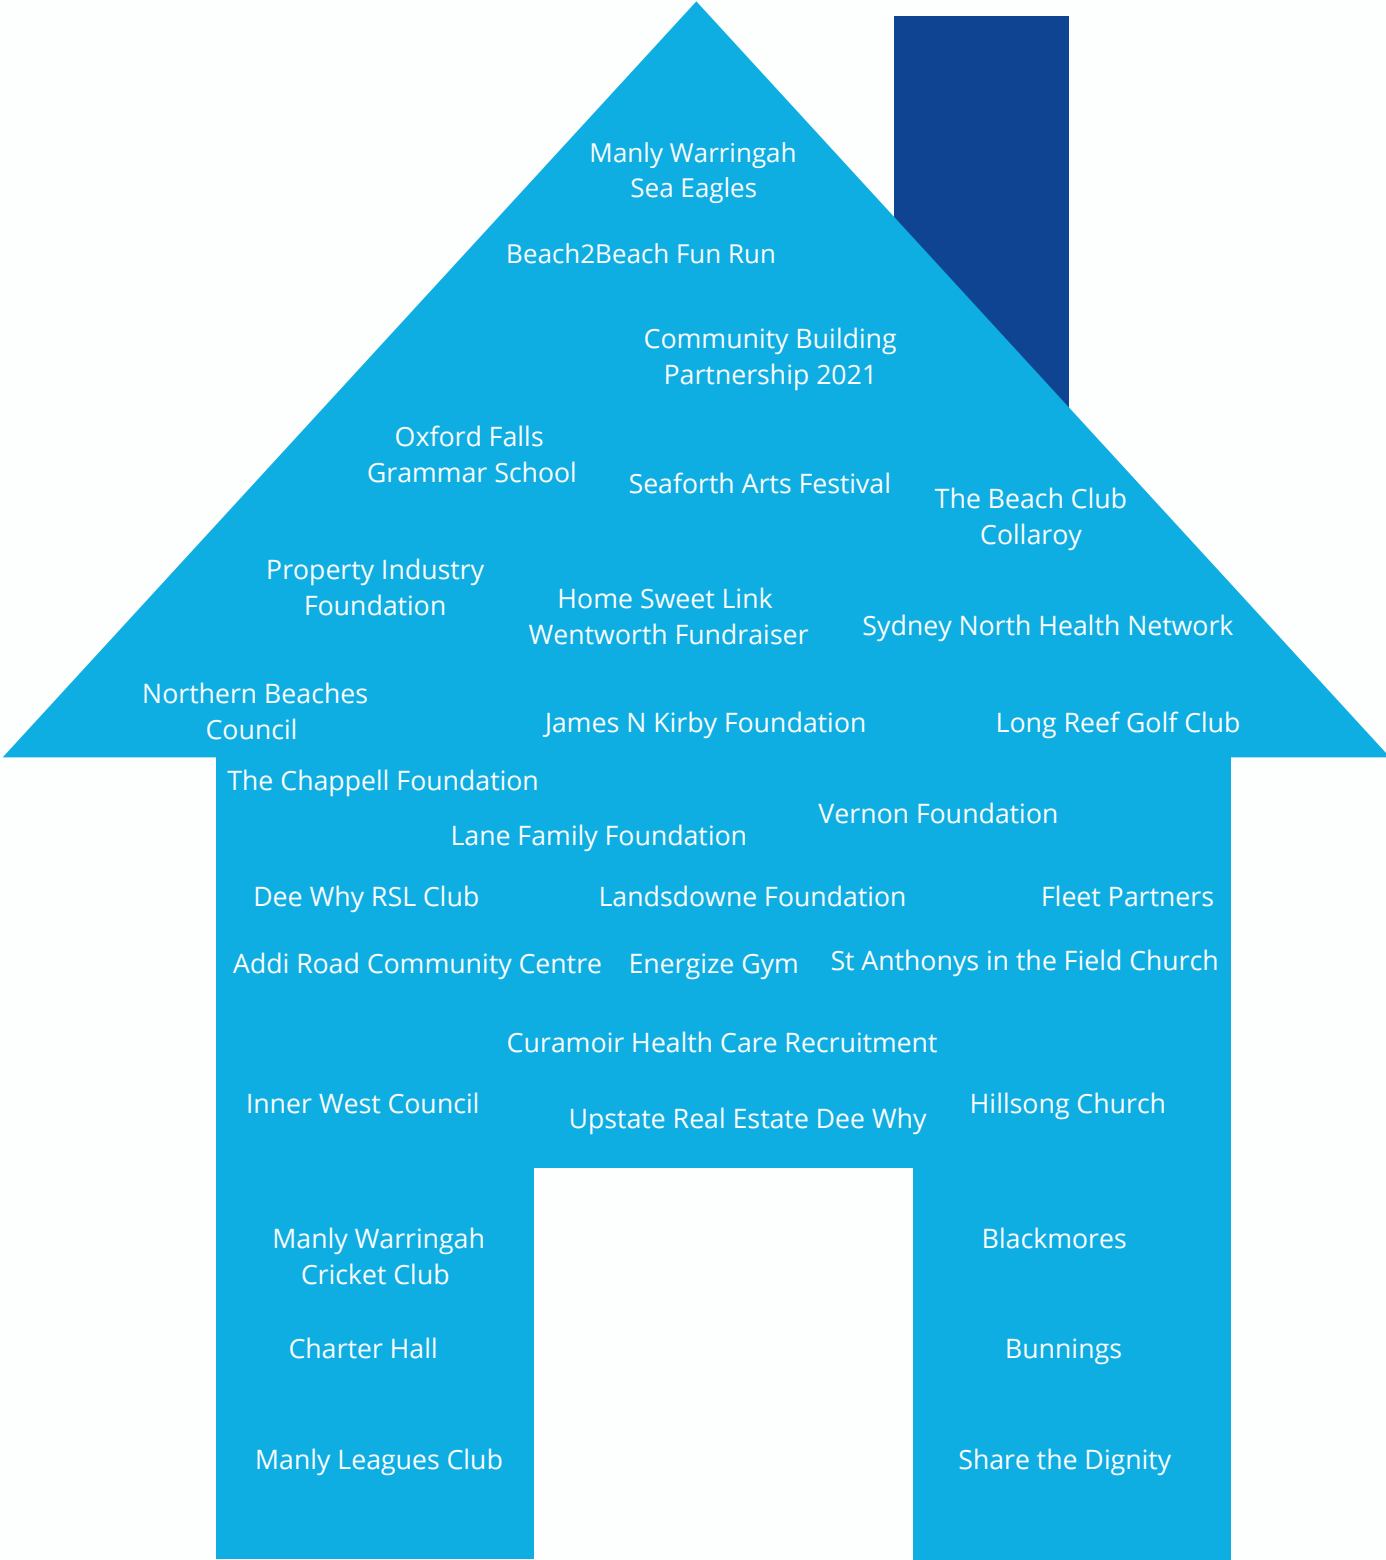 Manly Warringah
Sea Eagles
Beach2Beach Fun Run
Community Building
Partnership 2021
Oxford Falls
Grammar School
Seaforth Arts Festival
The Beach Club
Collaroy
Property Industry
Foundation
Home Sweet Link
Wentworth Fundraiser
Sydney North Health Network
Northern Beaches
Council
James N Kirby Foundation
Long Reef Golf Club
The Chappell Foundation
Vernon Foundation
Lane Family Foundation
Dee Why RSL Club
Landsdowne Foundation
Fleet Partners
Addi Road Community Centre
Energize Gym
St Anthonys in the Field Church
Curamoir Health Care Recruitment
Inner West Council
Upstate Real Estate Dee Why
Hillsong Church
Manly Warringah
Cricket Club
Blackmores
Charter Hall
Bunnings
Manly Leagues Club
Share the Dignity